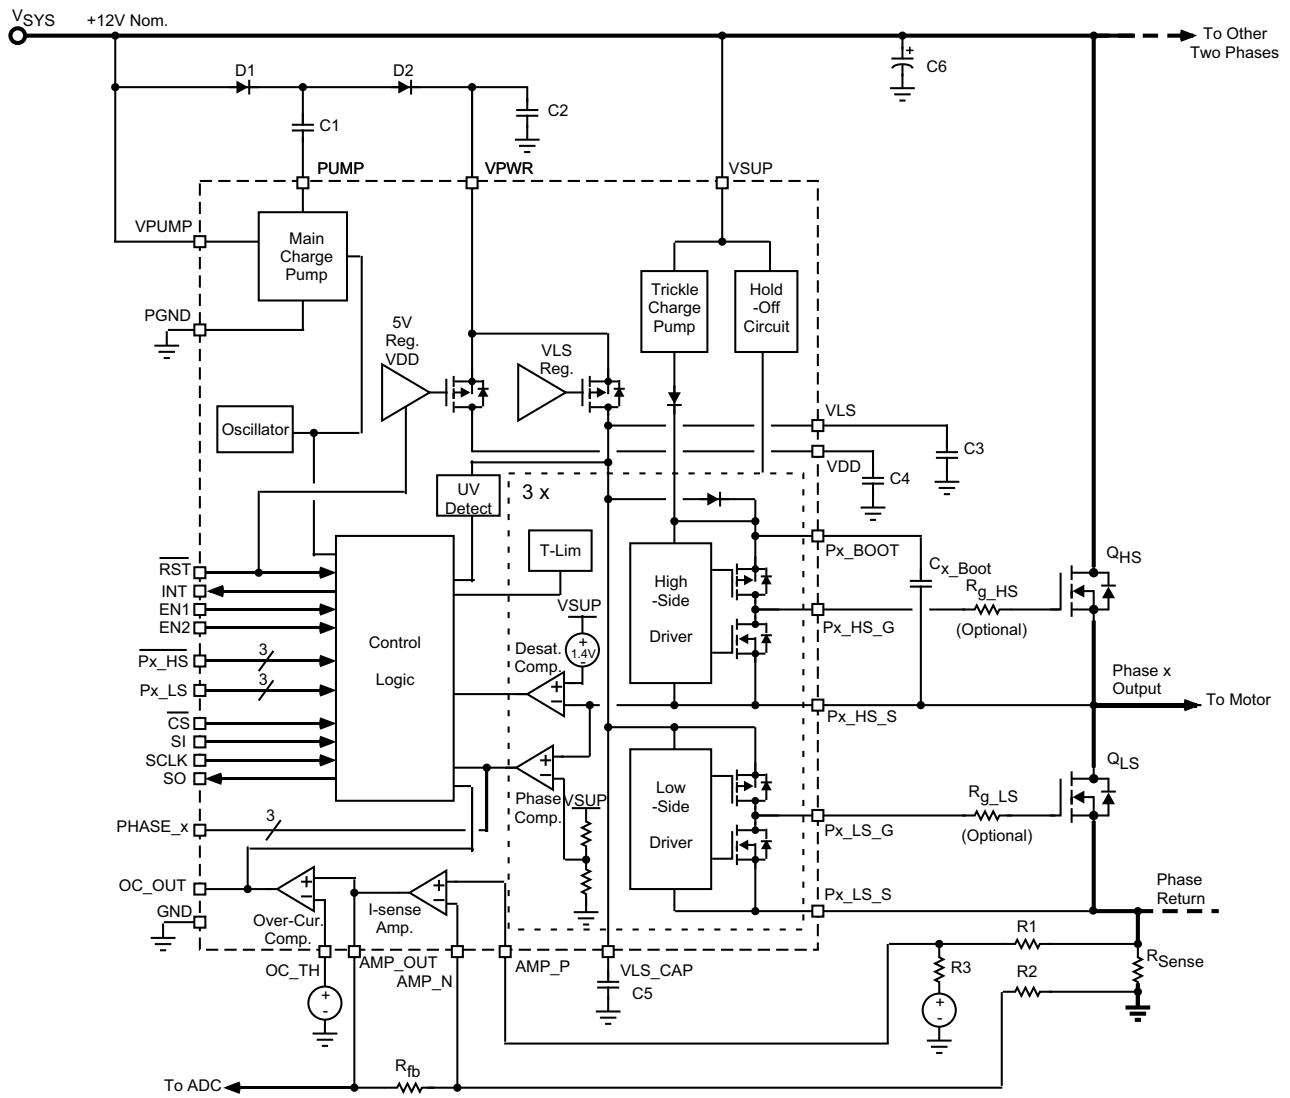 VSYS +12V Nom.
To Other
Two Phases
D1
D2
+
C6
C1
C2
PUMP
VPWR
VSUP
VPUMP
Main
Charge
Pump
PGND
Trickle
Charge
Pump
Hold
-Off
Circuit
5V
Reg.
VDD
VLS
Reg.
Oscillator
VLS
VDD
C3
C4
UV
Detect
3 x
T-Lim
Px_BOOT
Cx_Boot
QHS
RST
INT
EN1
EN2
Px_HS
3
Px_LS
3
CS
SI
SCLK
SO
Control
Logic
VSUP
+
1.4V
-
Desat.
Comp.
+
−
High
-Side
Driver
Px_HS_G
Rg_HS
(Optional)
Phase x
Output
To Motor
Px_HS_S
+
−
Phase
Comp.
VSUP
Low
-Side
Driver
QLS
Rg_LS
(Optional)
Px_LS_G
PHASE_x
3
OC_OUT
+
−
Over-Cur.
Comp.
+
−
I-sense
Amp.
Px_LS_S
Phase
Return
GND
OC_TH
AMP_OUT
AMP_N
AMP_P
VLS_CAP
C5
R1
R2
R3
RSense
+
-
+
-
Rfb
To ADC